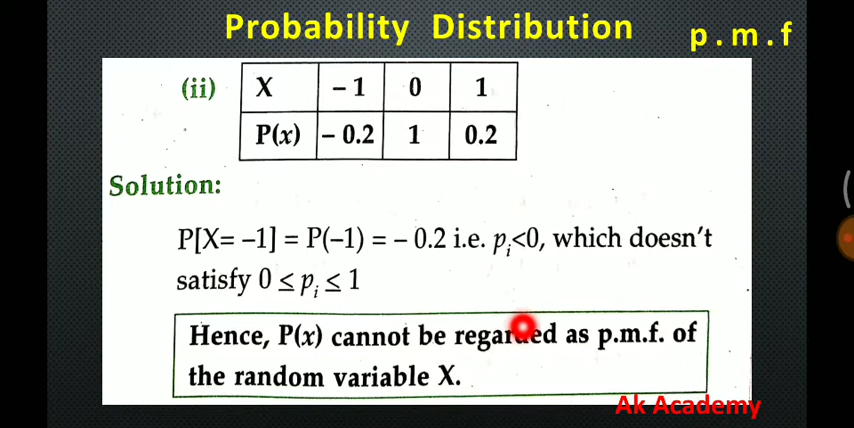 Probability Distribution p.m.f
(ii) X -1 0 1
P(x) -0.2 1 0.2
Solution:
P[X= -1] = P(-1) = - 0.2 i.e. pᵢ<0, which doesn't
satisfy 0 ≤ pᵢ ≤ 1
Hence, P(x) cannot be regarded as p.m.f. of
the random variable X.
Ak Academy